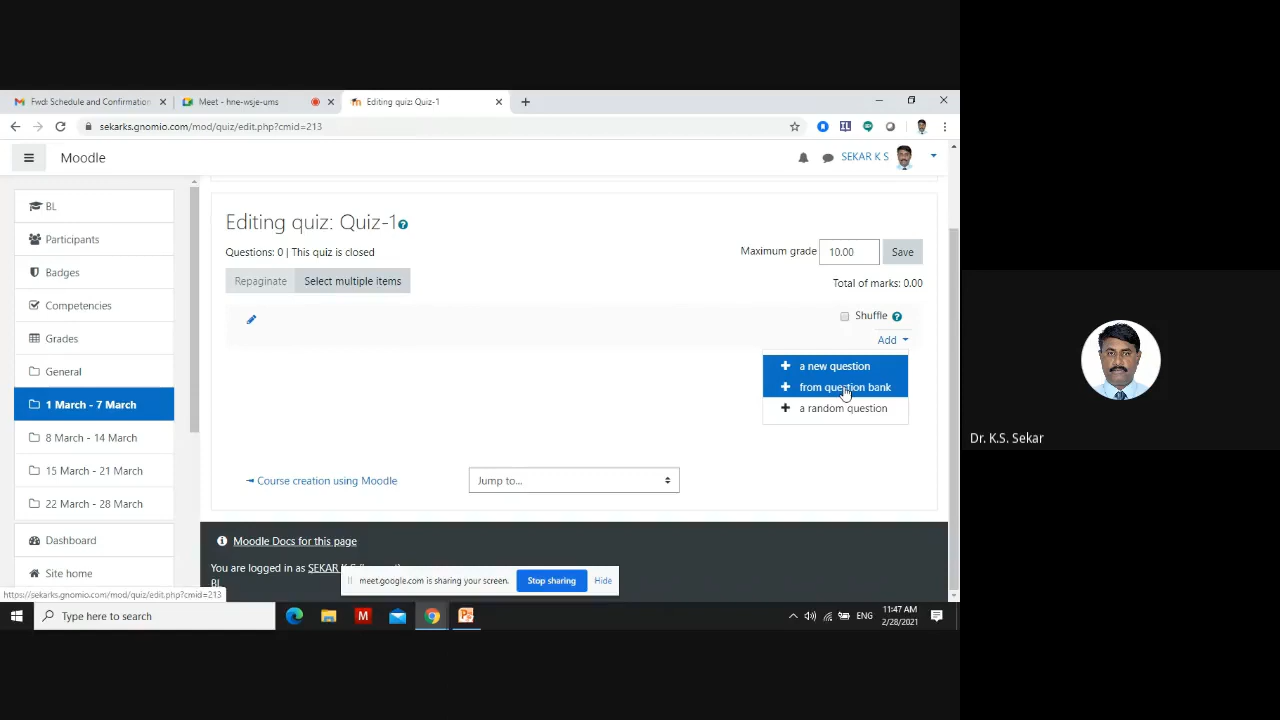 Fwd: Schedule and Confirmation
Meet - hne-wsje-ums
Editing quiz: Quiz-1
sekarks.gnomio.com/mod/quiz/edit.php?cmid=213
Moodle
SEKAR K S
BL
Participants
Badges
Competencies
Grades
General
1 March - 7 March
8 March - 14 March
15 March - 21 March
22 March - 28 March
Dashboard
Site home
Editing quiz: Quiz-1
Questions: 0 | This quiz is closed
Maximum grade 10.00 Save
Repaginate Select multiple items
Total of marks: 0.00
Shuffle
Add
a new question
from question bank
a random question
Course creation using Moodle
Jump to...
Moodle Docs for this page
You are logged in as SEKAR K S
BL
meet.google.com is sharing your screen. Stop sharing Hide
https://sekarks.gnomio.com/mod/quiz/edit.php?cmid=213
Type here to search
ENG
11:47 AM
2/28/2021
Dr. K.S. Sekar